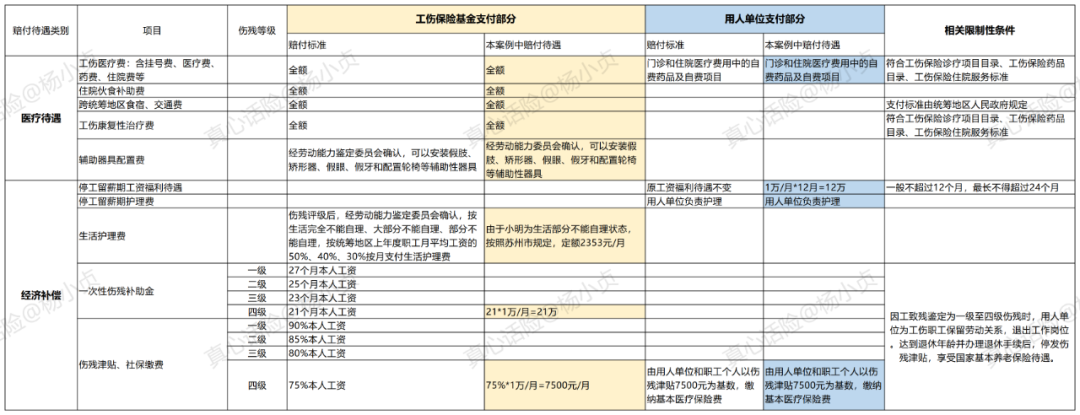 赔付待遇类别 项目 伤残等级 工伤保险基金支付部分 用人单位支付部分 相关限制性条件
赔付标准 本案例中赔付待遇 赔付标准 本案例中赔付待遇
医疗待遇
工伤医疗费：含挂号费、医疗费、
药费、住院费等
全额
全额
门诊和住院医疗费用中的自
费药品及自费项目
门诊和住院医疗费用中的自
费药品及自费项目
符合工伤保险诊疗项目目录、工伤保险药品
目录、工伤保险住院服务标准
住院伙食补助费 全额 全额
跨统筹地区食宿、交通费 全额 全额 支付标准由统筹地区人民政府规定
工伤康复性治疗费 全额 全额
符合工伤保险诊疗项目目录、工伤保险药品
目录、工伤保险住院服务标准
辅助器具配置费
经劳动能力鉴定委员会确认，可以安装假肢、
矫形器、假眼、假牙和配置轮椅等辅助性器具
经劳动能力委员会确认，可以安装假
肢、矫形器、假眼、假牙和配置轮椅
等辅助性器具
经济补偿
停工留薪期工资福利待遇 原工资福利待遇不变 1万/月*12月=12万 一般不超过12个月，最长不得超过24个月
停工留薪期护理费 用人单位负责护理 用人单位负责护理
生活护理费
伤残评级后，经劳动能力鉴定委员会确认，按
生活完全不能自理、大部分不能自理、部分不
能自理，按统筹地区上年度职工月平均工资的
50%、40%、30%按月支付生活护理费
由于小明为生活部分不能自理状态，
按照苏州市规定，定额2353元/月
一次性伤残补助金
一级 27个月本人工资
二级 25个月本人工资
三级 23个月本人工资
四级 21个月本人工资 21*1万/月=21万
伤残津贴、社保缴费
一级 90%本人工资
二级 85%本人工资
三级 80%本人工资
四级 75%本人工资 75%*1万/月=7500元/月
由用人单位和职工个人以伤
残津贴7500元为基数，缴纳
基本医疗保险费
由用人单位和职工个人以伤
残津贴7500元为基数，缴
纳基本医疗保险费
因工致残鉴定为一级至四级伤残时，用人单
位为工伤职工保留劳动关系，退出工作岗位
。达到退休年龄并办理退休手续后，停发伤
残津贴，享受国家基本养老保险待遇。
真心话险@杨小贞